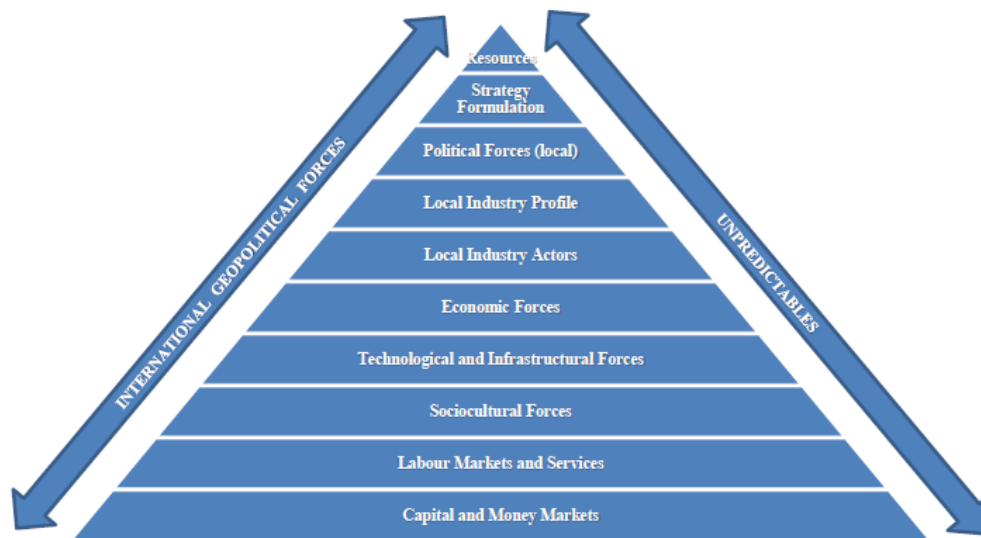 Resources
Strategy
Formulation
Political Forces (local)
Local Industry Profile
Local Industry Actors
Economic Forces
Technological and Infrastructural Forces
Sociocultural Forces
Labour Markets and Services
Capital and Money Markets
INTERNATIONAL GEOPOLITICAL FORCES
UNPREDICTABLES